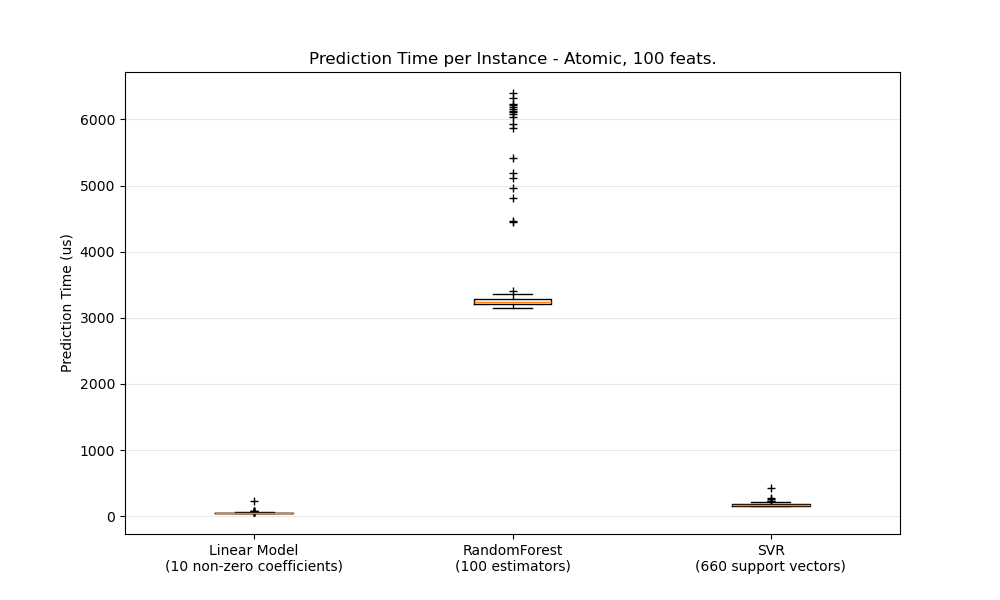 Prediction Time per Instance - Atomic, 100 feats.
Prediction Time (us)
6000
5000
4000
3000
2000
1000
0
Linear Model
(10 non-zero coefficients)
RandomForest
(100 estimators)
SVR
(660 support vectors)